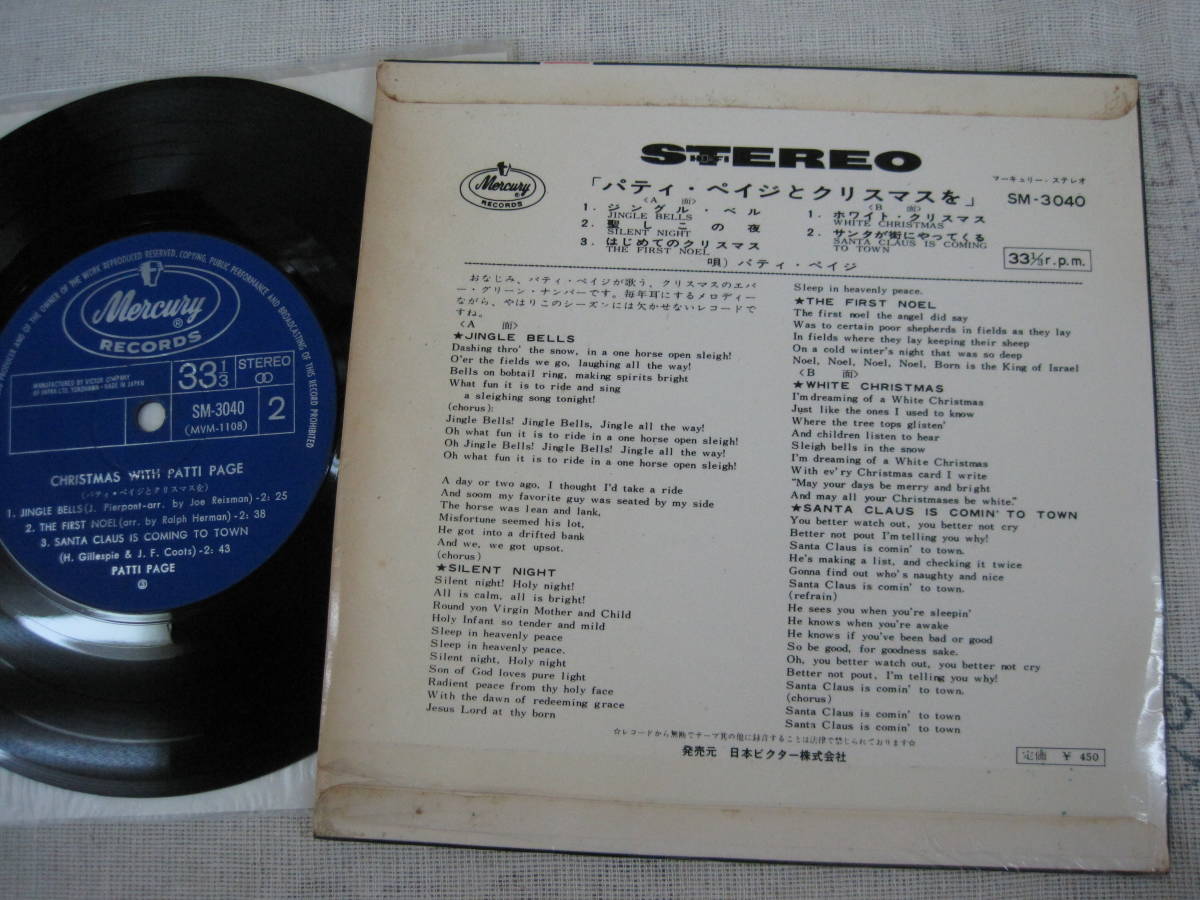 OWNER OF THE WORK REPRODUCED RESERVED, COPYING, PUBLIC PERFORMANCE AND BROADCASTING OF THIS RECORD PROHIBITED
Mercury
RECORDS
MANUFACTURED BY VICTOR COMPANY
OF JAPAN LTD. YOKOHAMA・MADE IN JAPAN
33 1/3
STEREO
SM-3040
(MVM-1108)
2
CHRISTMAS WITH PATTI PAGE
(パティ・ペイジとクリスマスを)
1. JINGLE BELLS (J. Pierpont-arr. by Joe Reisman)-2: 25
2. THE FIRST NOEL (arr. by Ralph Herman)-2: 38
3. SANTA CLAUS IS COMING TO TOWN
(H. Gillespie & J. F. Coots)-2: 43
PATTI PAGE
STEREO
HI-FI
Mercury
RECORDS
マーキュリー・ステレオ
「パティ・ペイジとクリスマスを」
SM-3040
〈A 面〉
1. ジングル・ベル
JINGLE BELLS
2. 聖しこの夜
SILENT NIGHT
3. はじめてのクリスマス
THE FIRST NOEL
〈B 面〉
1. ホワイト・クリスマス
WHITE CHRISTMAS
2. サンタが街にやってくる
SANTA CLAUS IS COMING
TO TOWN
唄) パティ・ペイジ
33⅓r.p.m.
おなじみ、パティ・ペイジが歌う、クリスマスのエバ
ー・グリーン・ナンバーです。毎年耳にするメロディー
ながら、やはりこのシーズンには欠かせないレコードで
すね。
〈A 面〉
★JINGLE BELLS
Dashing thro' the snow, in a one horse open sleigh!
O'er the fields we go, laughing all the way!
Bells on bobtail ring, making spirits bright
What fun it is to ride and sing
a sleighing song tonight!
(chorus):
Jingle Bells! Jingle Bells, Jingle all the way!
Oh what fun it is to ride in a one horse open sleigh!
Oh Jingle Bells! Jingle Bells! Jingle all the way!
Oh what fun it is to ride in a one horse open sleigh!
A day or two ago, I thought I'd take a ride
And soom my favorite guy was seated by my side
The horse was lean and lank,
Misfortune seemed his lot,
He got into a drifted bank
And we, we got upsot.
(chorus)
★SILENT NIGHT
Silent night! Holy night!
All is calm, all is bright!
Round yon Virgin Mother and Child
Holy Infant so tender and mild
Sleep in heavenly peace
Sleep in heavenly peace.
Silent night, Holy night
Son of God loves pure light
Radient peace from thy holy face
With the dawn of redeeming grace
Jesus Lord at thy born
Sleep in heavenly peace.
★THE FIRST NOEL
The first noel the angel did say
Was to certain poor shepherds in fields as they lay
In fields where they lay keeping their sheep
On a cold winter's night that was so deep
Noel, Noel, Noel, Noel, Born is the King of Israel
〈B 面〉
★WHITE CHRISTMAS
I'm dreaming of a White Christmas
Just like the ones I used to know
Where the tree tops glisten'
And children listen to hear
Sleigh bells in the snow
I'm dreaming of a White Christmas
With ev'ry Christmas card I write
"May your days be merry and bright
And may all your Christmases be white."
★SANTA CLAUS IS COMIN' TO TOWN
You better watch out, you better not cry
Better not pout I'm telling you why!
Santa Claus is comin' to town.
He's making a list, and checking it twice
Gonna find out who's naughty and nice
Santa Claus is comin' to town.
(refrain)
He sees you when you're sleepin'
He knows when you're awake
He knows if you've been bad or good
So be good, for goodness sake.
Oh, you better watch out, you better not cry
Better not pout, I'm telling you why!
Santa Claus is comin' to town.
(chorus)
Santa Claus is comin' to town
Santa Claus is comin' to town
☆レコードから無断でテープ其の他に録音することは法律で禁じられております☆
発売元 日本ビクター株式会社
定価 ￥ 450